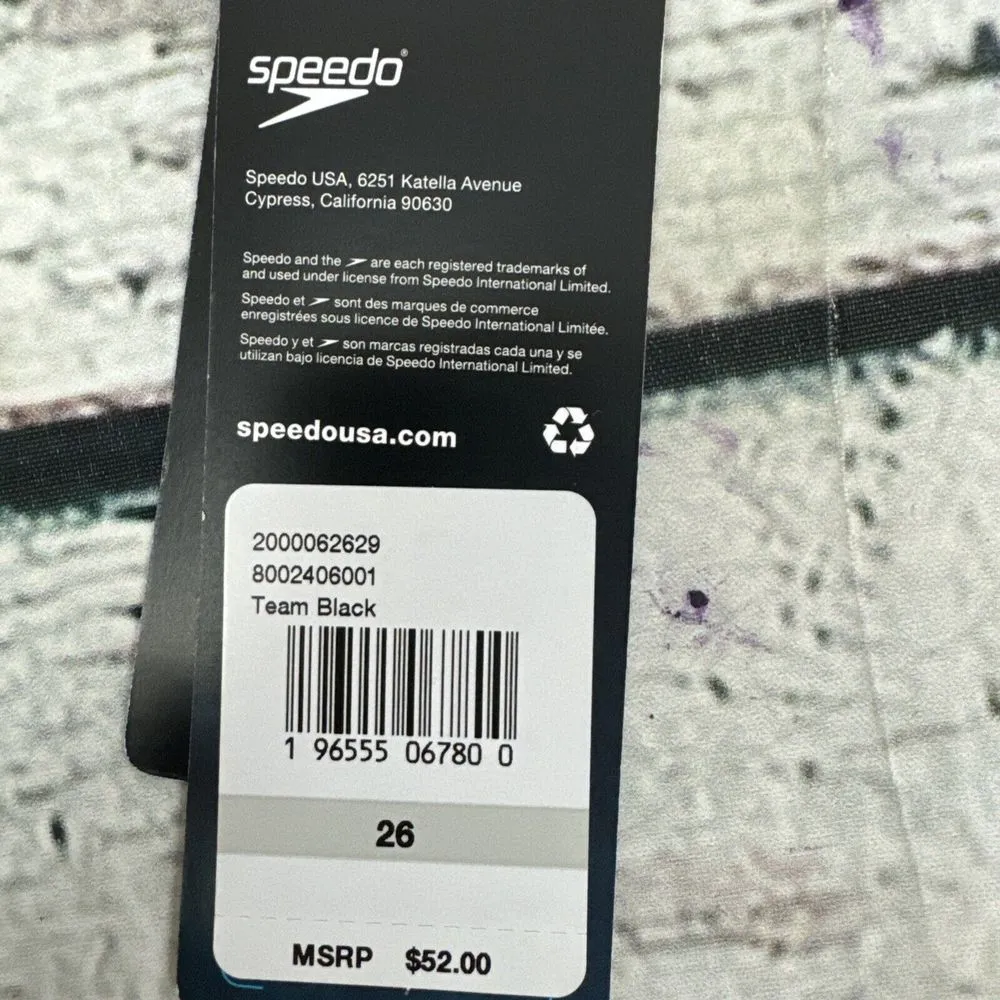 speedo®
Speedo USA, 6251 Katella Avenue
Cypress, California 90630
Speedo and the are each registered trademarks of
and used under license from Speedo International Limited.
Speedo et sont des marques de commerce
enregistrées sous licence de Speedo International Limitée.
Speedo y et son marcas registradas cada una y se
utilizan bajo licencia de Speedo International Limited.
speedousa.com
2000062629
8002406001
Team Black
1 96555 06780 0
26
MSRP $52.00